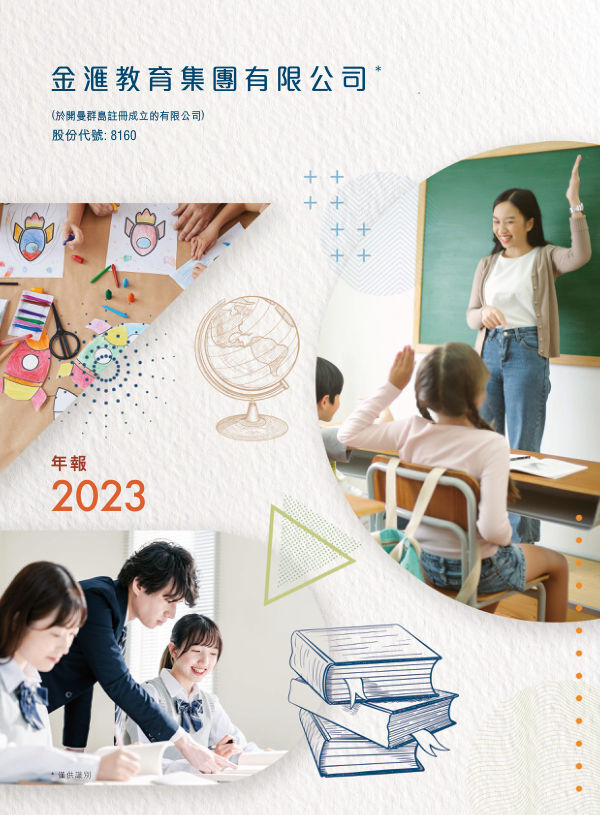 金滙教育集團有限公司*
(於開曼群島註冊成立的有限公司)
股份代號: 8160
年報
2023
* 僅供識別